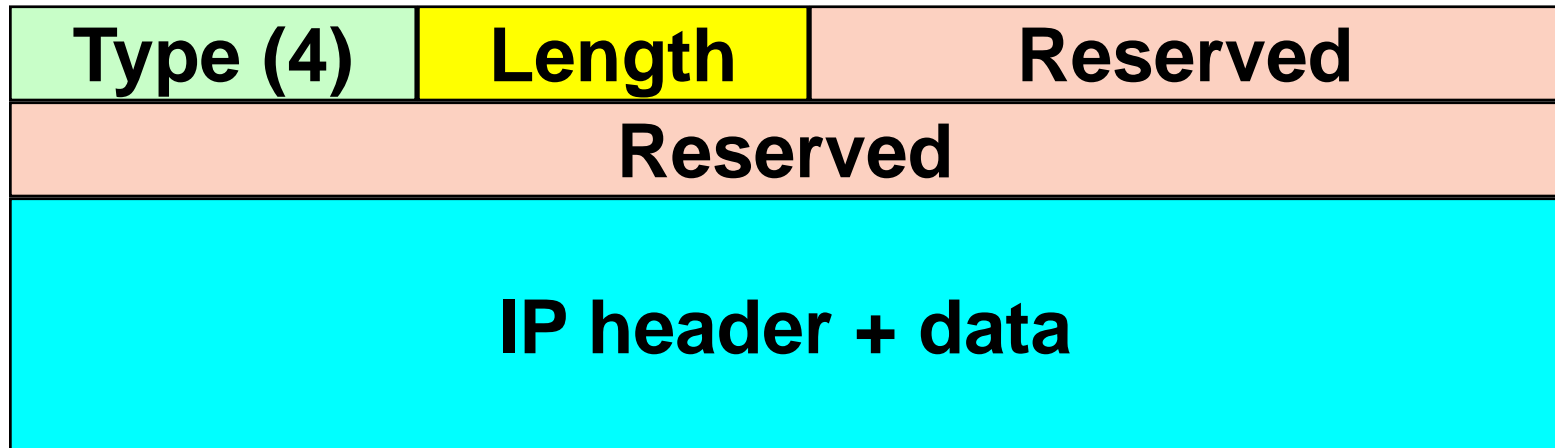 Type (4) Length Reserved
Reserved
IP header + data